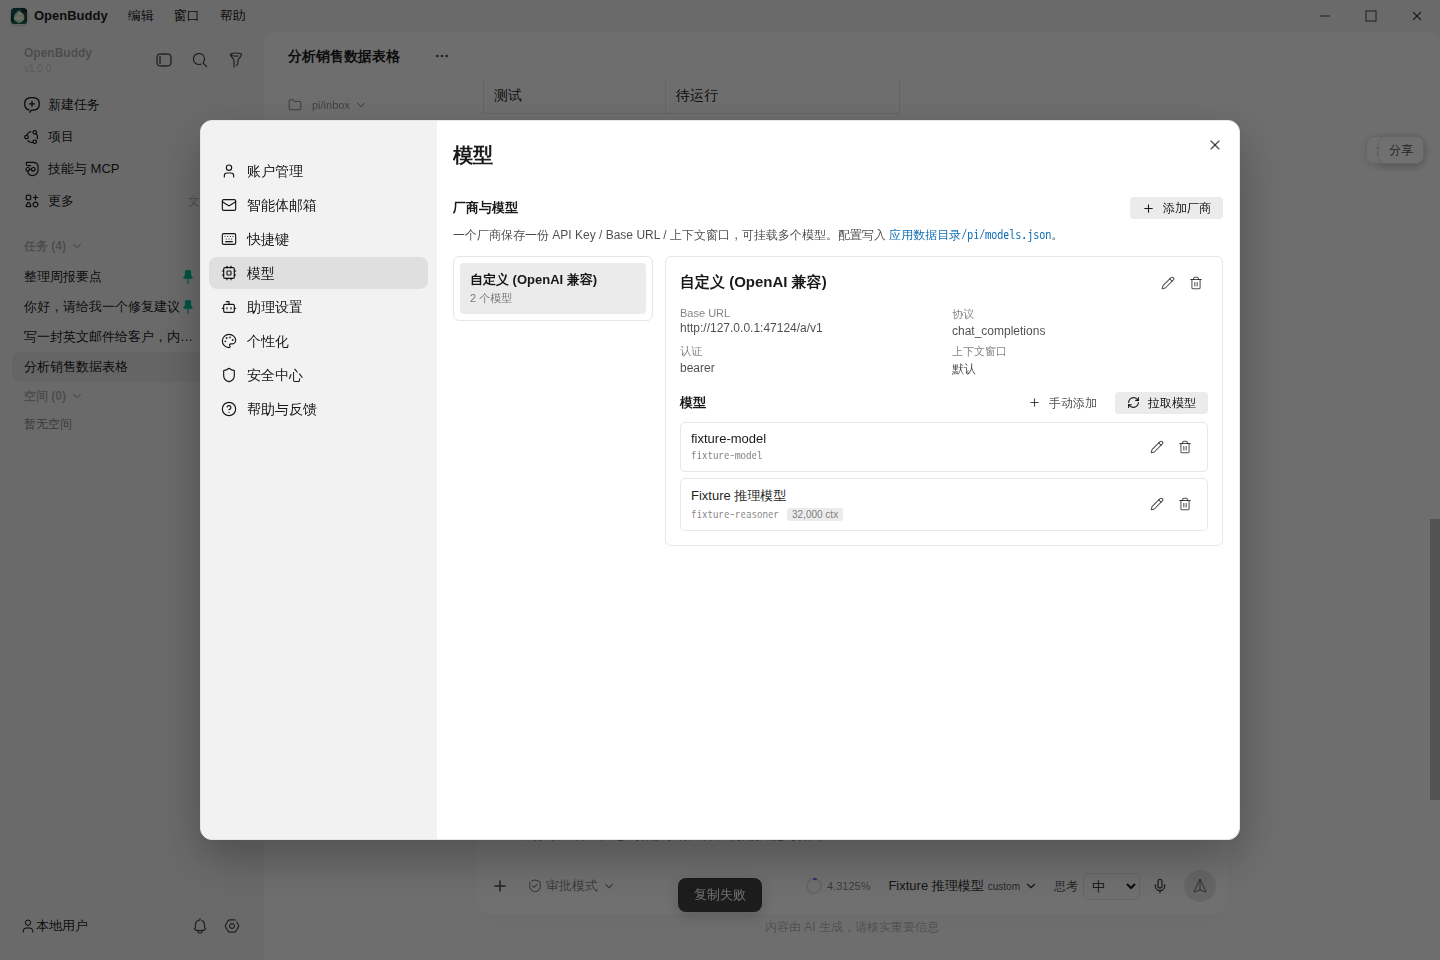 OpenBuddy 编辑 窗口 帮助
OpenBuddy
v1.0.0
新建任务
项目
技能与 MCP
更多
任务 (4)
整理周报要点
你好，请给我一个修复建议
写一封英文邮件给客户，内…
分析销售数据表格
空间 (0)
暂无空间
本地用户
分析销售数据表格
pi/inbox
测试 待运行
分享
账户管理
智能体邮箱
快捷键
模型
助理设置
个性化
安全中心
帮助与反馈
模型
厂商与模型
添加厂商
一个厂商保存一份 API Key / Base URL / 上下文窗口，可挂载多个模型。配置写入 应用数据目录/pi/models.json。
自定义 (OpenAI 兼容)
2 个模型
自定义 (OpenAI 兼容)
Base URL
http://127.0.0.1:47124/a/v1
协议
chat_completions
认证
bearer
上下文窗口
默认
模型
手动添加
拉取模型
fixture-model
fixture-model
Fixture 推理模型
fixture-reasoner 32,000 ctx
审批模式
复制失败
4.3125%
Fixture 推理模型 custom
思考
中
内容由 AI 生成，请核实重要信息